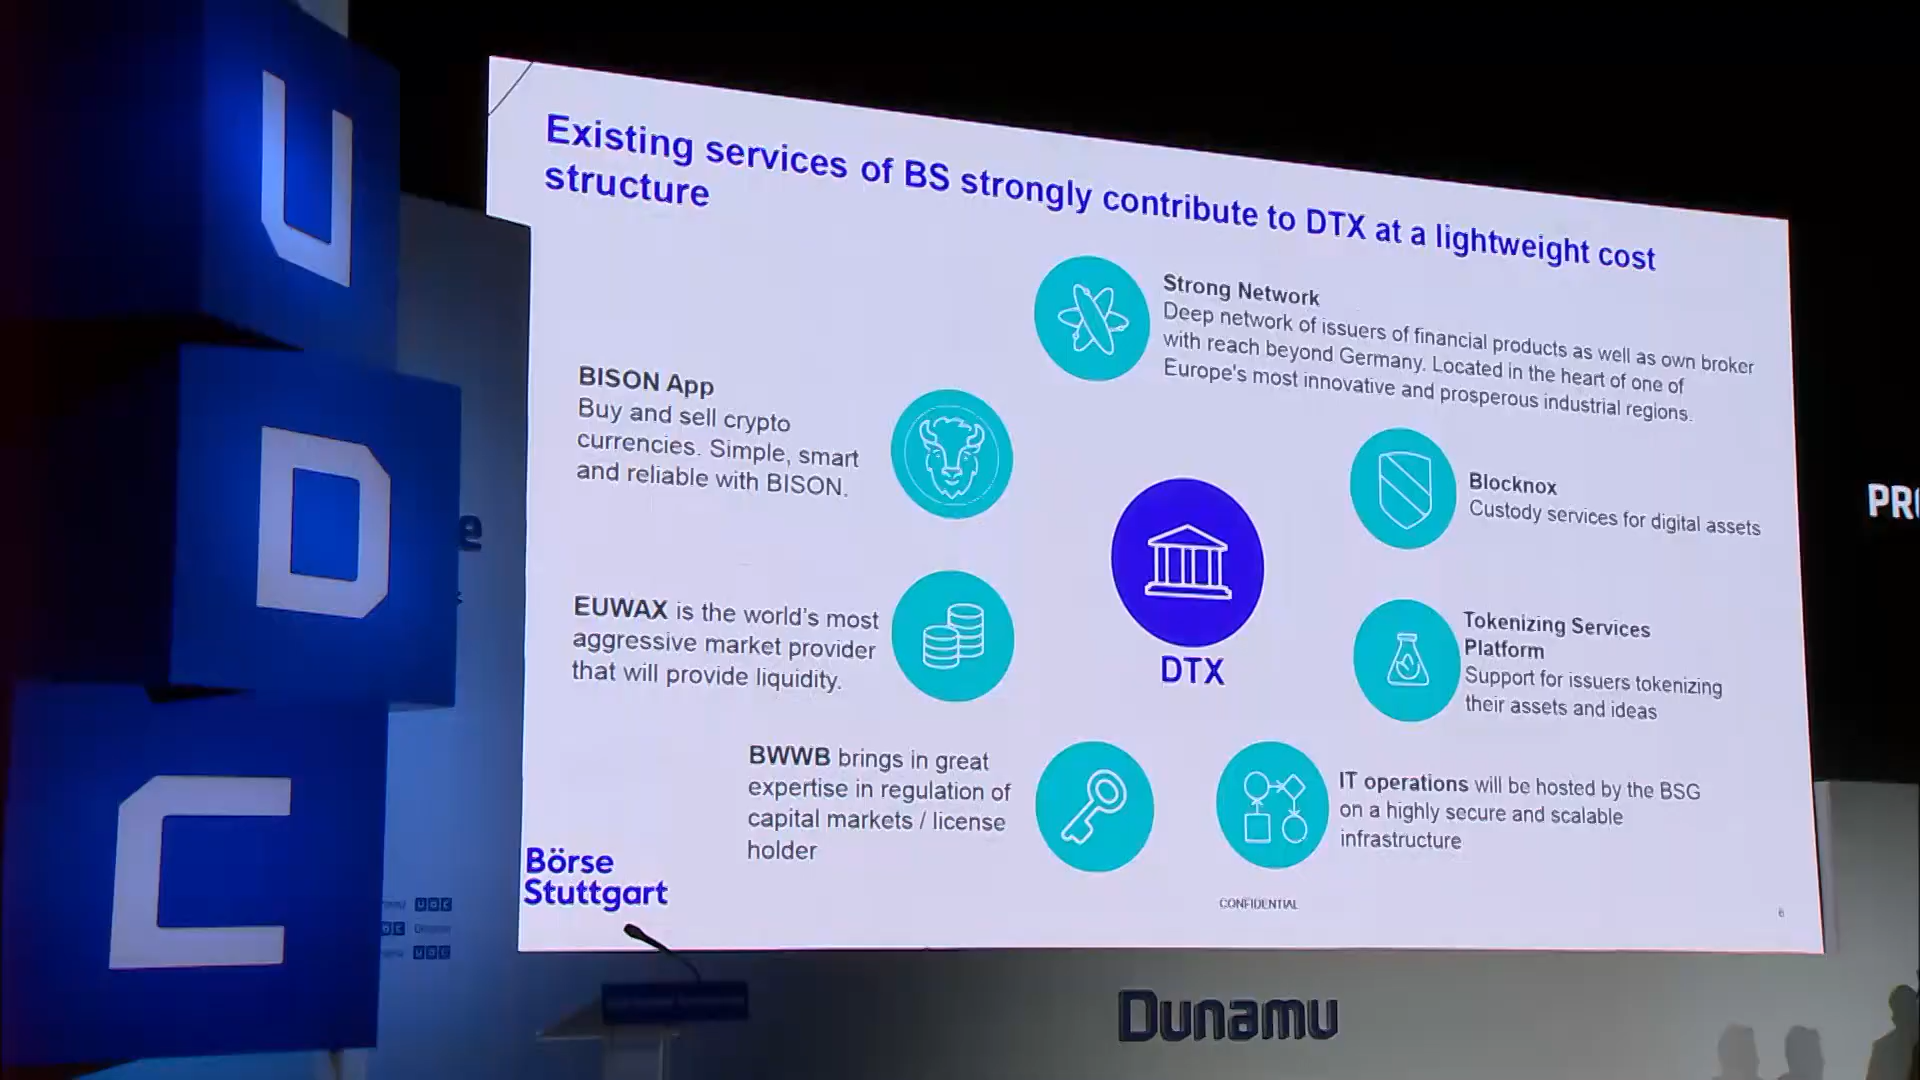 U
D
C
Existing services of BS strongly contribute to DTX at a lightweight cost
structure
Strong Network
Deep network of issuers of financial products as well as own broker
with reach beyond Germany. Located in the heart of one of
Europe's most innovative and prosperous industrial regions.
BISON App
Buy and sell crypto
currencies. Simple, smart
and reliable with BISON.
Blocknox
Custody services for digital assets
EUWAX is the world's most
aggressive market provider
that will provide liquidity.
DTX
Tokenizing Services
Platform
Support for issuers tokenizing
their assets and ideas
BWWB brings in great
expertise in regulation of
capital markets / license
holder
IT operations will be hosted by the BSG
on a highly secure and scalable
infrastructure
Börse
Stuttgart
CONFIDENTIAL
6
UDC
UDC
Dunamu